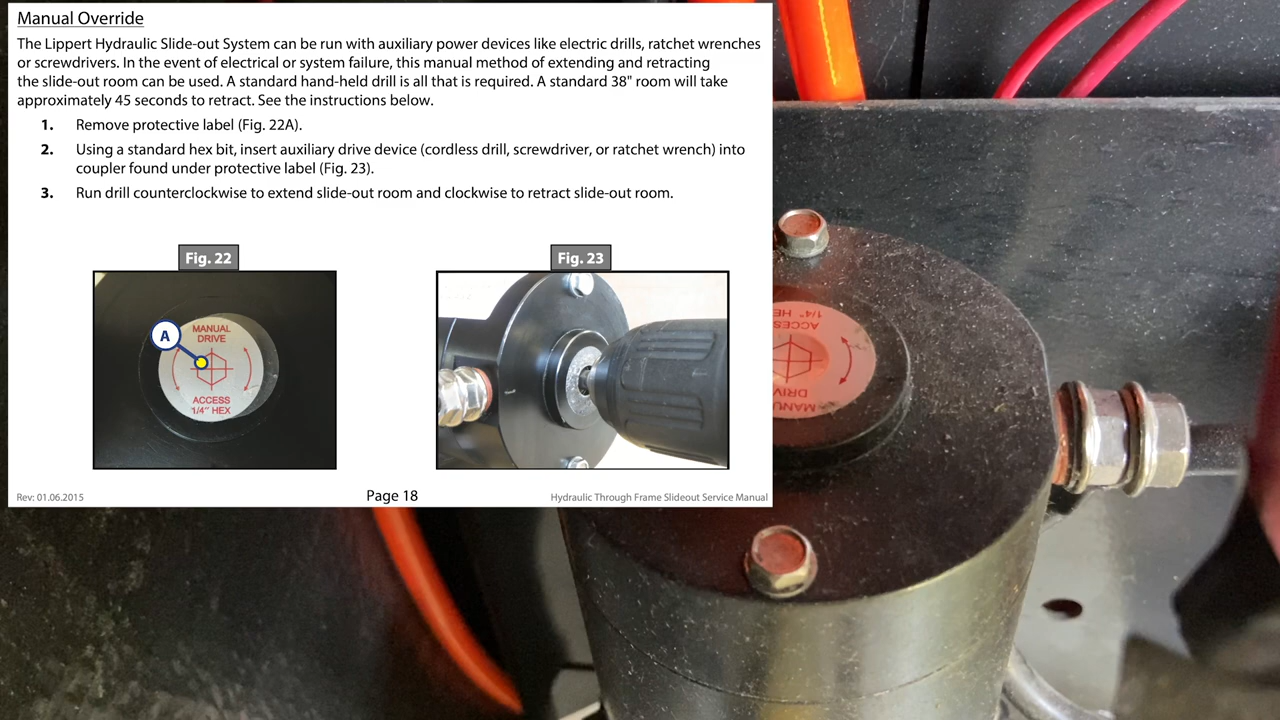 Manual Override
The Lippert Hydraulic Slide-out System can be run with auxiliary power devices like electric drills, ratchet wrenches
or screwdrivers. In the event of electrical or system failure, this manual method of extending and retracting
the slide-out room can be used. A standard hand-held drill is all that is required. A standard 38" room will take
approximately 45 seconds to retract. See the instructions below.
1. Remove protective label (Fig. 22A).
2. Using a standard hex bit, insert auxiliary drive device (cordless drill, screwdriver, or ratchet wrench) into
coupler found under protective label (Fig. 23).
3. Run drill counterclockwise to extend slide-out room and clockwise to retract slide-out room.
Fig. 22
A
MANUAL
DRIVE
ACCESS
1/4" HEX
Fig. 23
Rev: 01.06.2015
Page 18
Hydraulic Through Frame Slideout Service Manual
MANU
DRIV
ACCES
1/4" HE